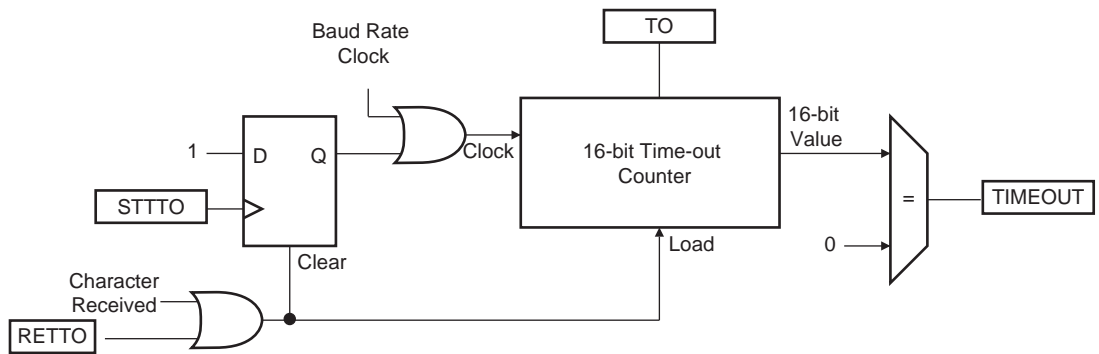 TO
Baud Rate
Clock
16-bit
Value
1
D
Q
Clock
16-bit Time-out
Counter
STTTO
=
TIMEOUT
Clear
Load
0
Character
Received
RETTO